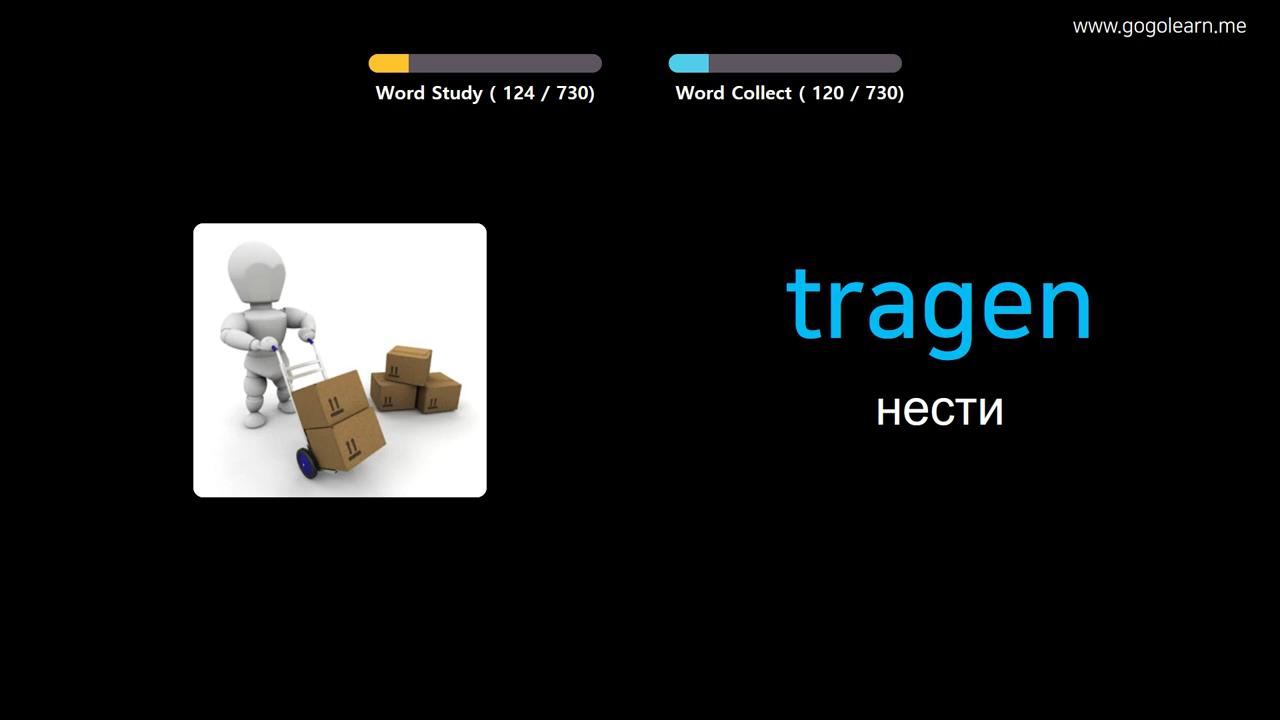 www.gogolearn.me
Word Study ( 124 / 730)
Word Collect ( 120 / 730)
tragen
нести